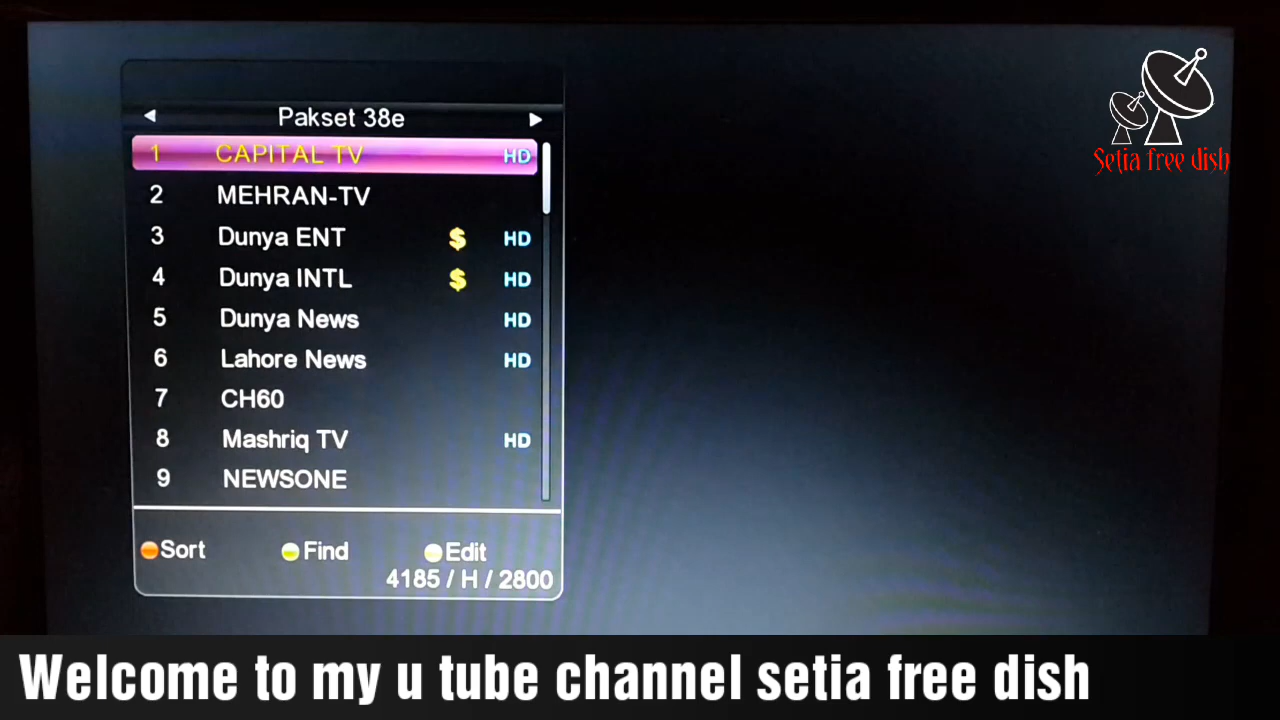 Pakset 38e
1 CAPITAL TV HD
2 MEHRAN-TV
3 Dunya ENT $ HD
4 Dunya INTL $ HD
5 Dunya News HD
6 Lahore News HD
7 CH60
8 Mashriq TV HD
9 NEWSONE
Sort Find Edit
4185 / H / 2800
Setia free dish
Welcome to my u tube channel setia free dish